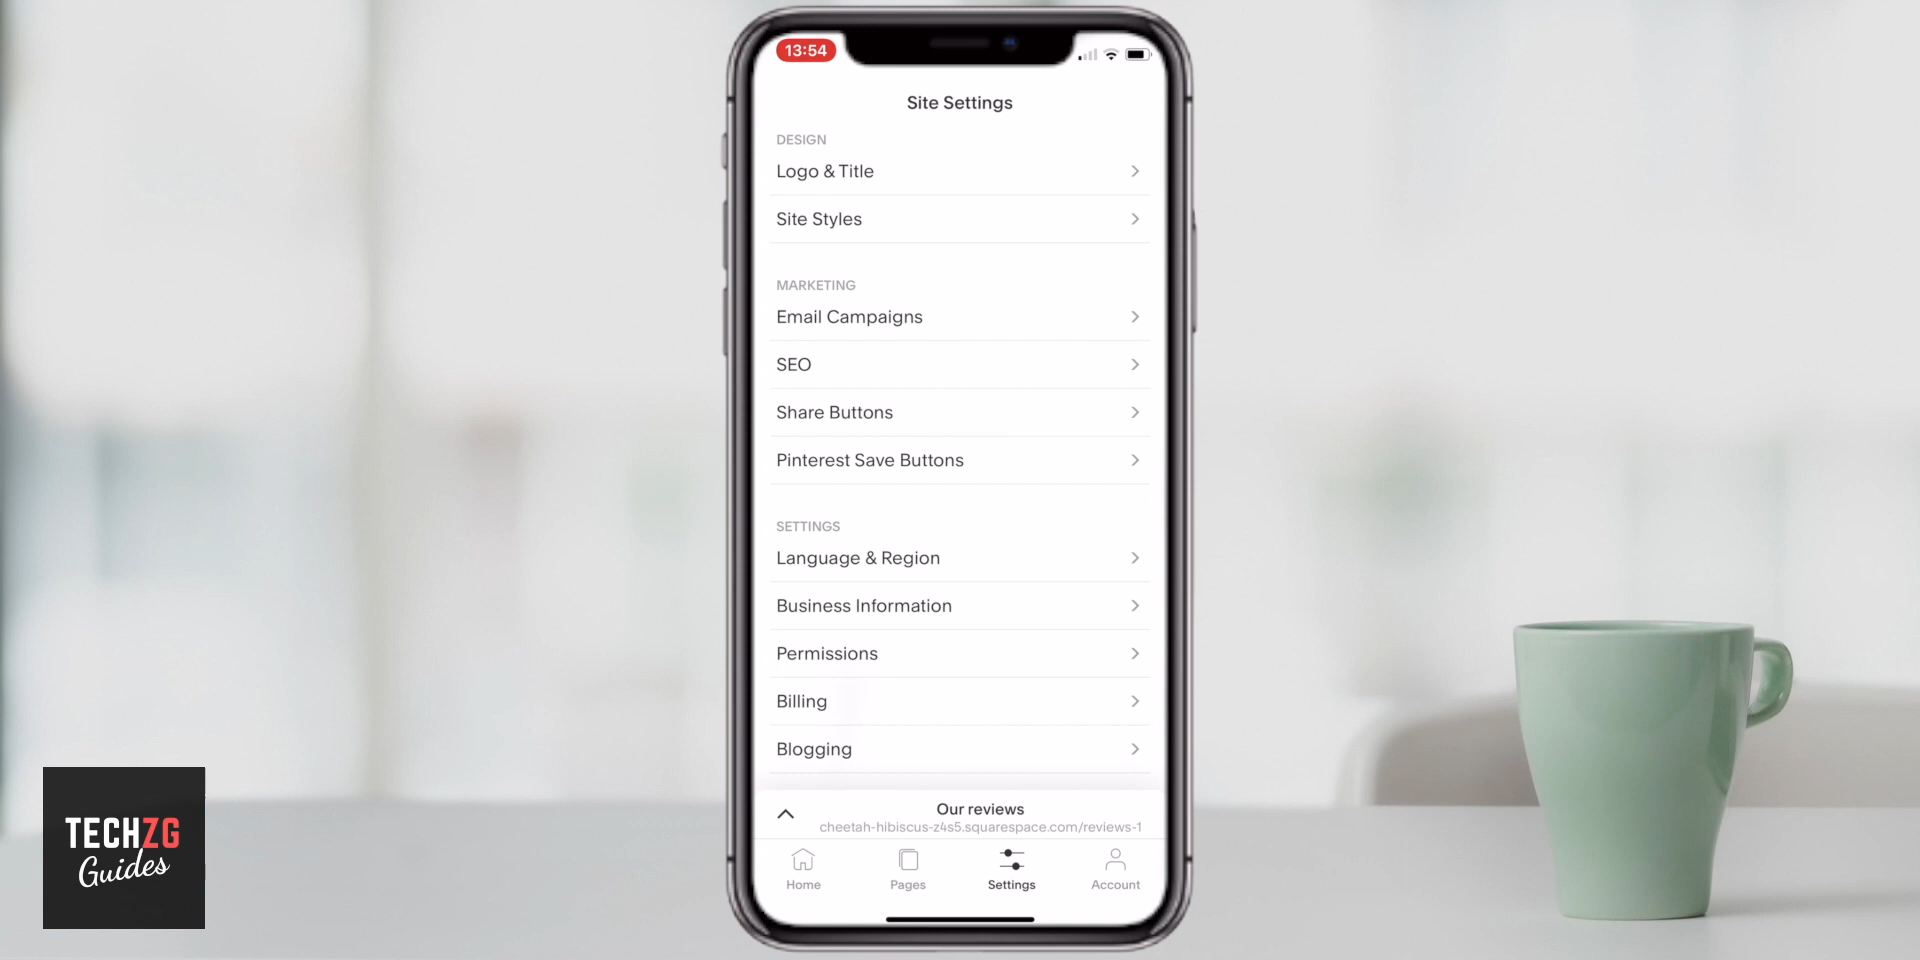 13:54
Site Settings
DESIGN
Logo & Title
Site Styles
MARKETING
Email Campaigns
SEO
Share Buttons
Pinterest Save Buttons
SETTINGS
Language & Region
Business Information
Permissions
Billing
Blogging
Our reviews
cheetah-hibiscus-z4s5.squarespace.com/reviews-1
Home Pages Settings Account
TECHZG
Guides